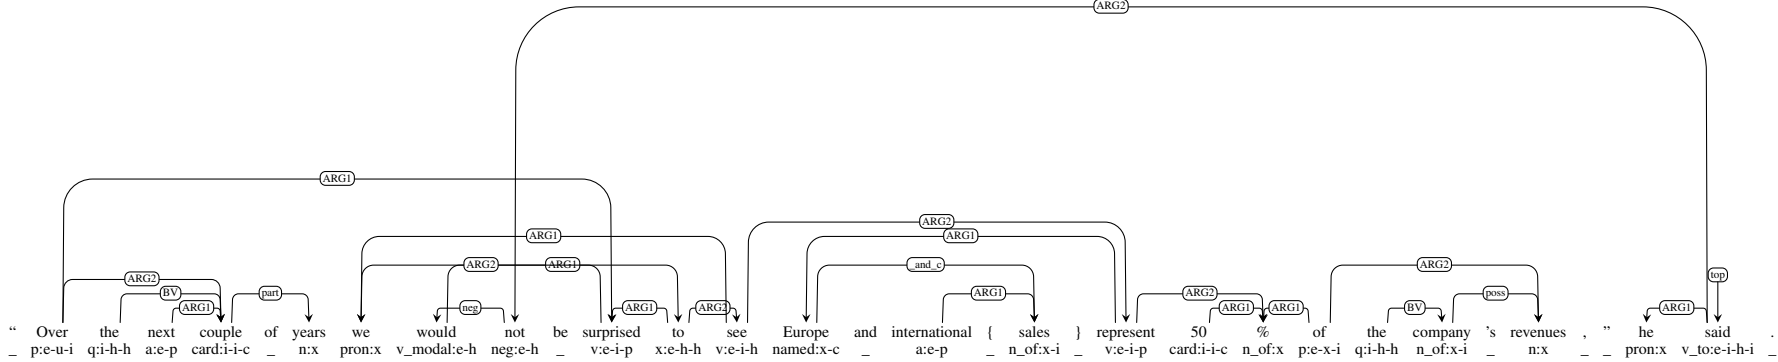 ARG2
ARG1
ARG2
ARG1 ARG1
ARG2 ARG1 _and_c ARG2
ARG2 top
BV part ARG1 ARG2 poss
ARG1 neg ARG1 ARG2 ARG1 ARG1 BV ARG1
“ Over the next couple of years we would not be surprised to see Europe and international { sales } represent 50 % of the company ’s revenues , ” he said .
_ p:e-u-i q:i-h-h a:e-p card:i-i-c _ n:x pron:x v_modal:e-h neg:e-h _ v:e-i-p x:e-h-h v:e-i-h named:x-c _ a:e-p _ n_of:x-i _ v:e-i-p card:i-i-c n_of:x p:e-x-i q:i-h-h n_of:x-i _ n:x _ _ pron:x v_to:e-i-h-i _